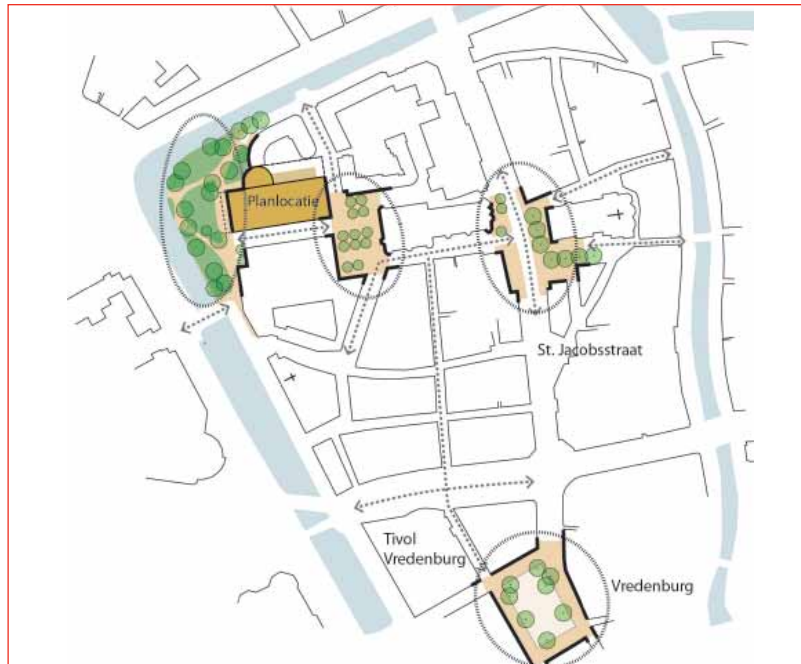 Planlocatie
St. Jacobsstraat
Tivol
Vredenburg
Vredenburg